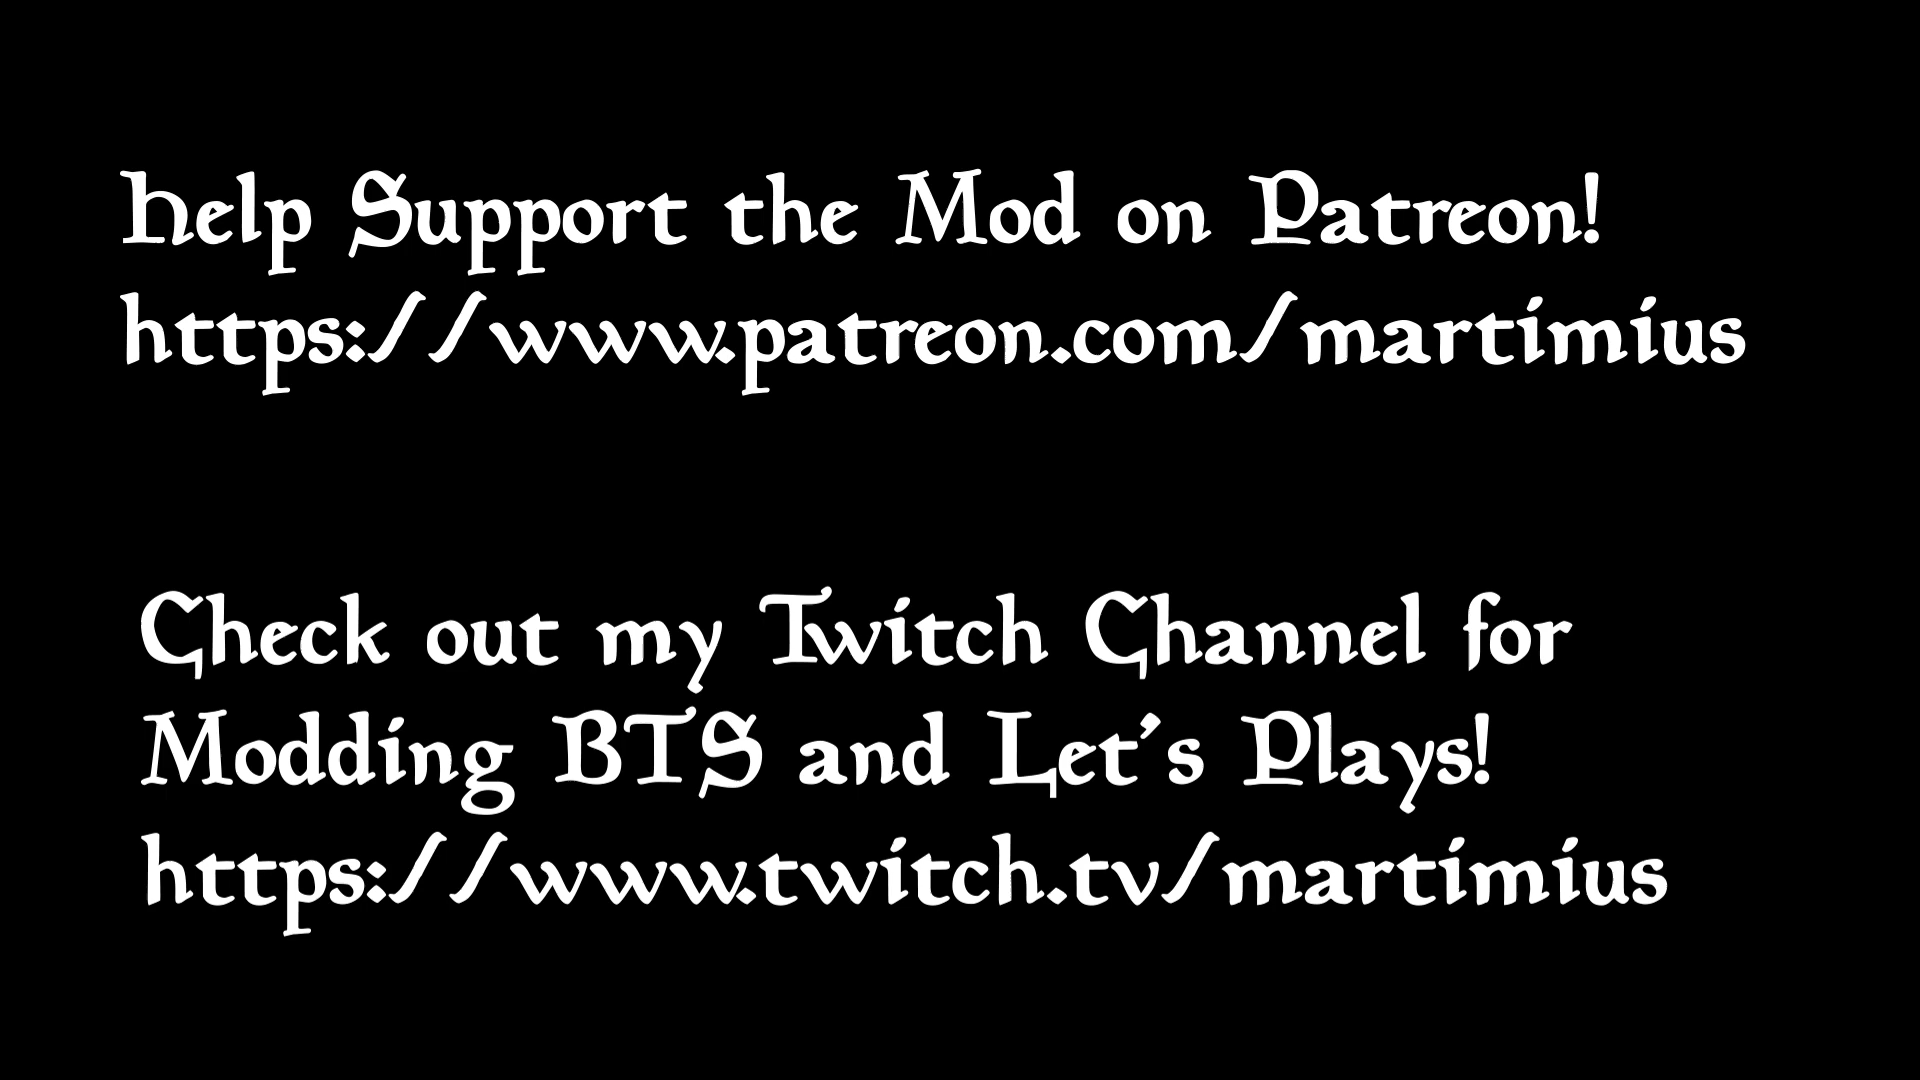 Help Support the Mod on Patreon!
https://www.patreon.com/martimius
Check out my Twitch Channel for
Modding BTS and Let's Plays!
https://www.twitch.tv/martimius